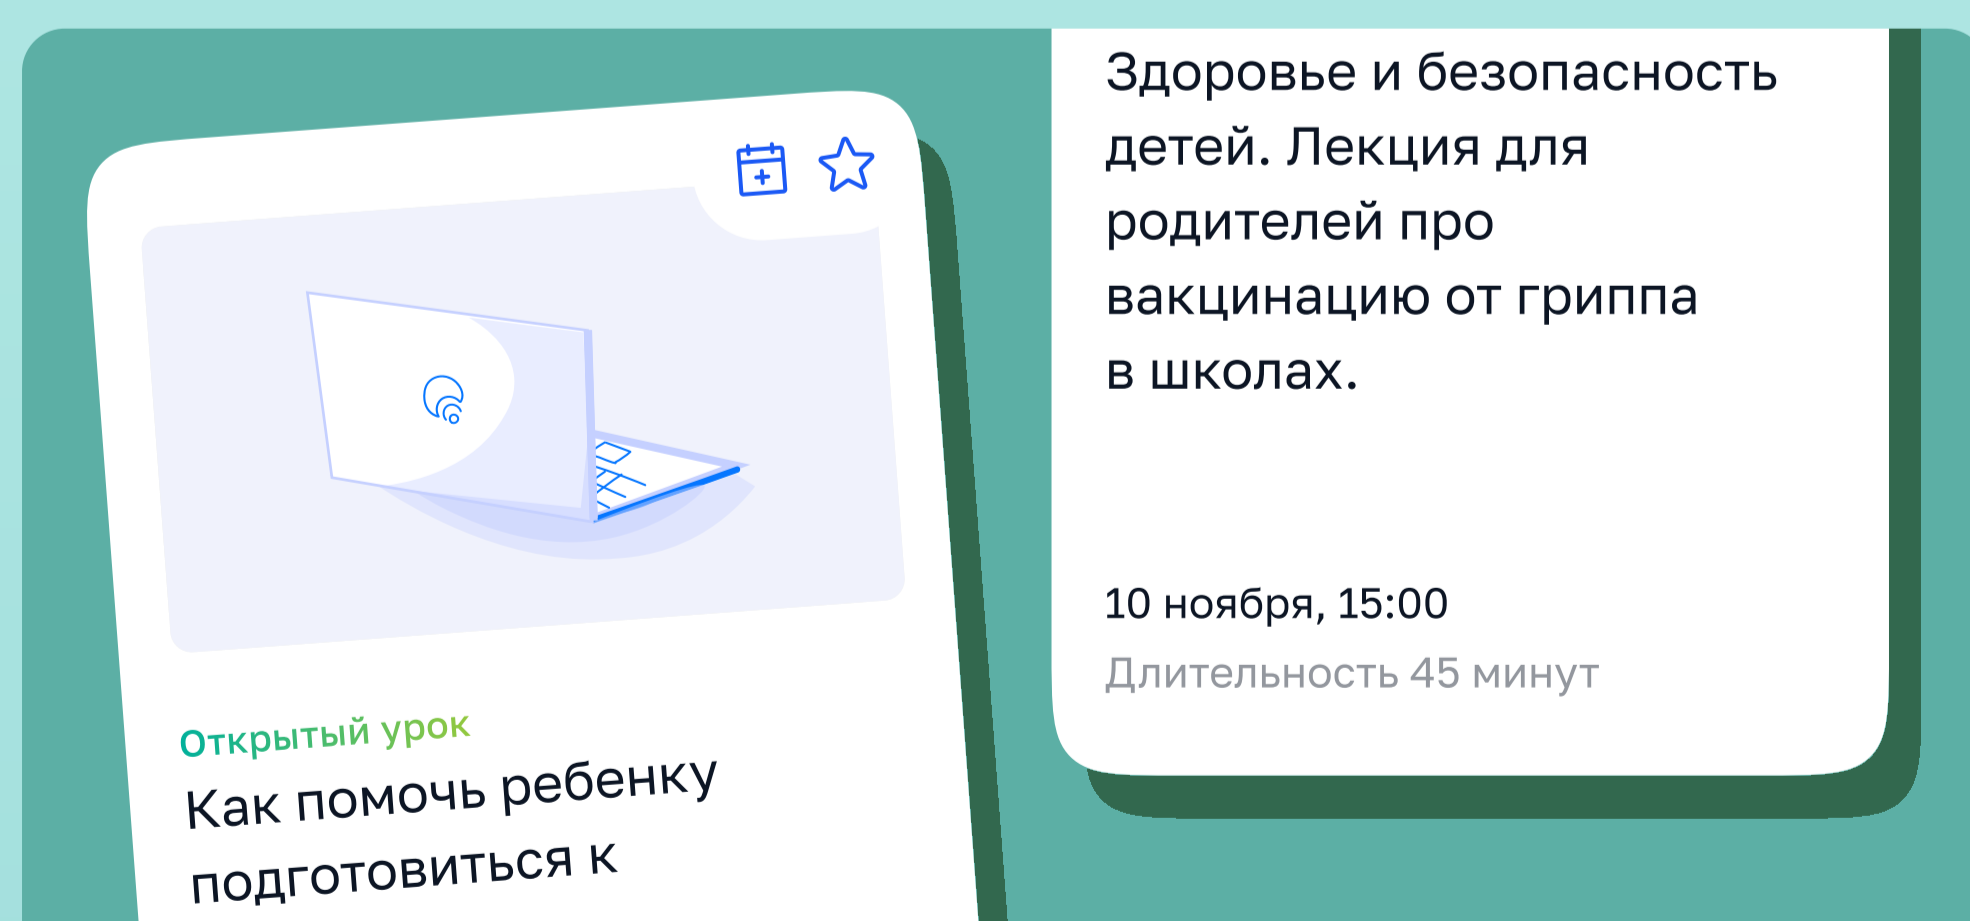 Открытый урок
Как помочь ребенку
подготовиться к
Здоровье и безопасность
детей. Лекция для
родителей про
вакцинацию от гриппа
в школах.
10 ноября, 15:00
Длительность 45 минут